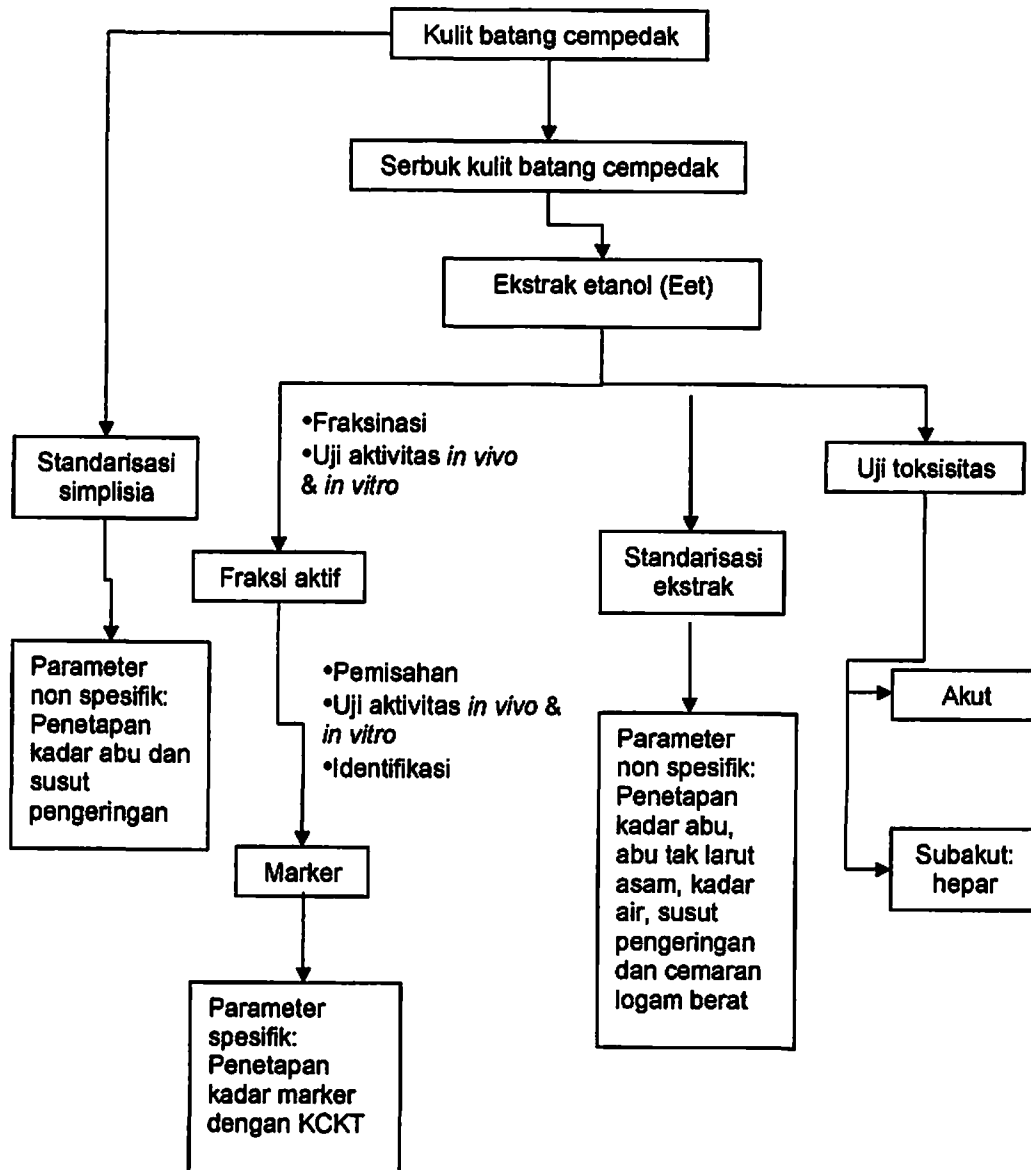 Kulit batang cempedak
Serbuk kulit batang cempedak
Ekstrak etanol (Eet)
•Fraksinasi
•Uji aktivitas in vivo
& in vitro
Standarisasi
simplisia
Uji toksisitas
Fraksi aktif
Standarisasi
ekstrak
Parameter
non spesifik:
Penetapan
kadar abu dan
susut
pengeringan
•Pemisahan
•Uji aktivitas in vivo &
in vitro
•Identifikasi
Akut
Parameter
non spesifik:
Penetapan
kadar abu,
abu tak larut
asam, kadar
air, susut
pengeringan
dan cemaran
logam berat
Subakut:
hepar
Marker
Parameter
spesifik:
Penetapan
kadar marker
dengan KCKT